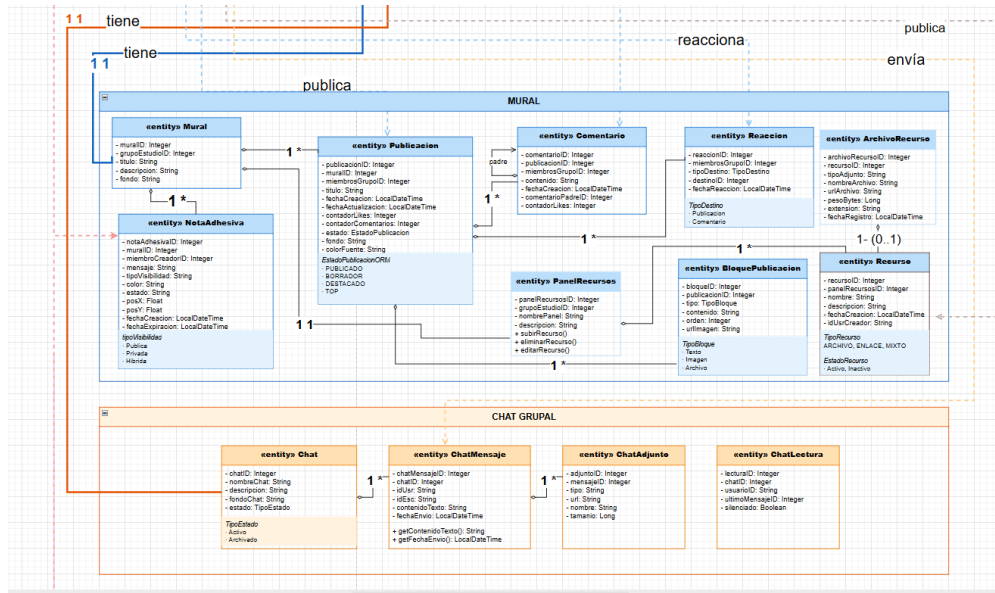 1 1
tiene
publica
reacciona
tiene
1 1
envía
publica
MURAL
«entity» Mural
- muralID: Integer
- grupoEstudioID: Integer
- titulo: String
- descripcion: String
- fondo: String
1 *
«entity» Publicacion
- publicacionID: Integer
- muralID: Integer
- miembrosGrupoID: Integer
- titulo: String
- fechaCreacion: LocalDateTime
- fechaActualizacion: LocalDateTime
- contadorLikes: Integer
- contadorComentarios: Integer
- estado: EstadoPublicacion
- fondo: String
- colorFuente: String
EstadoPublicacionORM
· PUBLICADO
· BORRADOR
· DESTACADO
· TOP
«entity» Comentario
padre
- comentarioID: Integer
- publicacionID: Integer
- miembrosGrupoID: Integer
- contenido: String
- fechaCreacion: LocalDateTime
- comentarioPadreID: Integer
- contadorLikes: Integer
1 *
«entity» Reaccion
- reaccionID: Integer
- miembrosGrupoID: Integer
- tipoDestino: TipoDestino
- destinoID: Integer
- fechaReaccion: LocalDateTime
TipoDestino
- Publicacion
- Comentario
«entity» ArchivoRecurso
- archivoRecursoID: Integer
- recursoID: Integer
- tipoAdjunto: Integer
- nombreArchivo: String
- urlArchivo: String
- pesoBytes: Long
- extension: String
- fechaRegistro: LocalDateTime
1 *
1 *
1 *
1- (0..1)
«entity» NotaAdhesiva
- notaAdhesivaID: Integer
- muralID: Integer
- miembroCreadorID: Integer
- mensaje: String
- tipoVisibilidad: String
- color: String
- estado: String
- posX: Float
- posY: Float
- fechaCreacion: LocalDateTime
- fechaExpiracion: LocalDateTime
tipoVisibilidad
· Publica
· Privada
· Hibrida
1 1
«entity» PanelRecursos
- panelRecursosID: Integer
- grupoEstudioID: Integer
- nombrePanel: String
- descripcion: String
+ subirRecurso()
+ eliminarRecurso()
+ editarRecurso()
1 *
«entity» BloquePublicacion
- bloqueID: Integer
- publicacionID: Integer
- tipo: TipoBloque
- contenido: String
- orden: Integer
- urlImagen: String
TipoBloque
· Texto
· Imagen
· Archivo
«entity» Recurso
- recursoID: Integer
- panelRecursosID: Integer
- nombre: String
- descripcion: String
- fechaCreacion: LocalDateTime
- idUsrCreador: String
TipoRecurso
ARCHIVO, ENLACE, MIXTO
EstadoRecurso
- Activo, Inactivo
CHAT GRUPAL
«entity» Chat
- chatID: Integer
- nombreChat: String
- descripcion: String
- fondoChat: String
- estado: TipoEstado
TipoEstado
- Activo
- Archivado
1 *
«entity» ChatMensaje
- chatMensajeID: Integer
- chatID: Integer
- idUsr: String
- idEsc: String
- contenidoTexto: String
- fechaEnvio: LocalDateTime
+ getContenidoTexto(): String
+ getFechaEnvio(): LocalDateTime
1 *
«entity» ChatAdjunto
- adjuntoID: Integer
- mensajeID: Integer
- tipo: String
- url: String
- nombre: String
- tamanio: Long
«entity» ChatLectura
- lecturaID: Integer
- chatID: Integer
- usuarioID: String
- ultimoMensajeID: Integer
- silenciado: Boolean